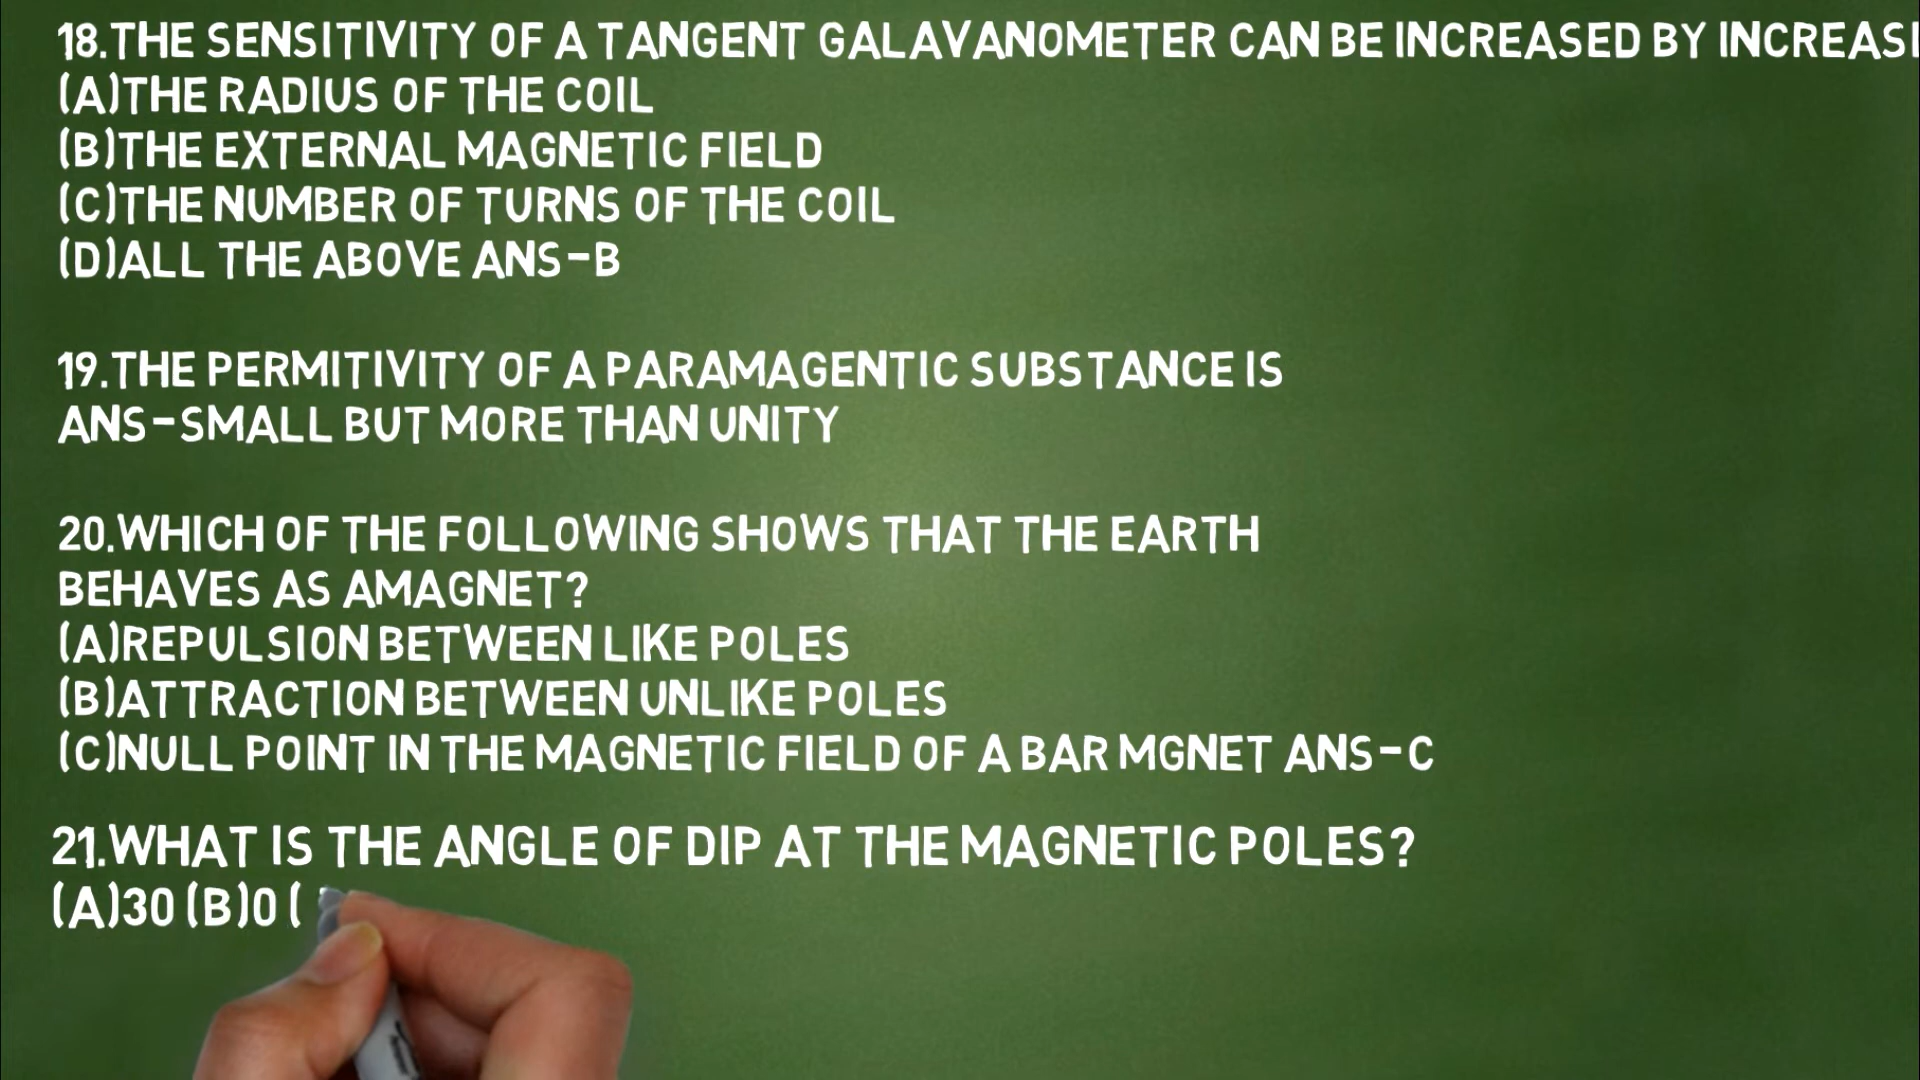 18.THE SENSITIVITY OF A TANGENT GALAVANOMETER CAN BE INCREASED BY INCREASI
(A)THE RADIUS OF THE COIL
(B)THE EXTERNAL MAGNETIC FIELD
(C)THE NUMBER OF TURNS OF THE COIL
(D)ALL THE ABOVE ANS-B
19.THE PERMITIVITY OF A PARAMAGENTIC SUBSTANCE IS
ANS-SMALL BUT MORE THAN UNITY
20.WHICH OF THE FOLLOWING SHOWS THAT THE EARTH
BEHAVES AS AMAGNET?
(A)REPULSION BETWEEN LIKE POLES
(B)ATTRACTION BETWEEN UNLIKE POLES
(C)NULL POINT IN THE MAGNETIC FIELD OF A BAR MGNET ANS-C
21.WHAT IS THE ANGLE OF DIP AT THE MAGNETIC POLES?
(A)30 (B)0 (